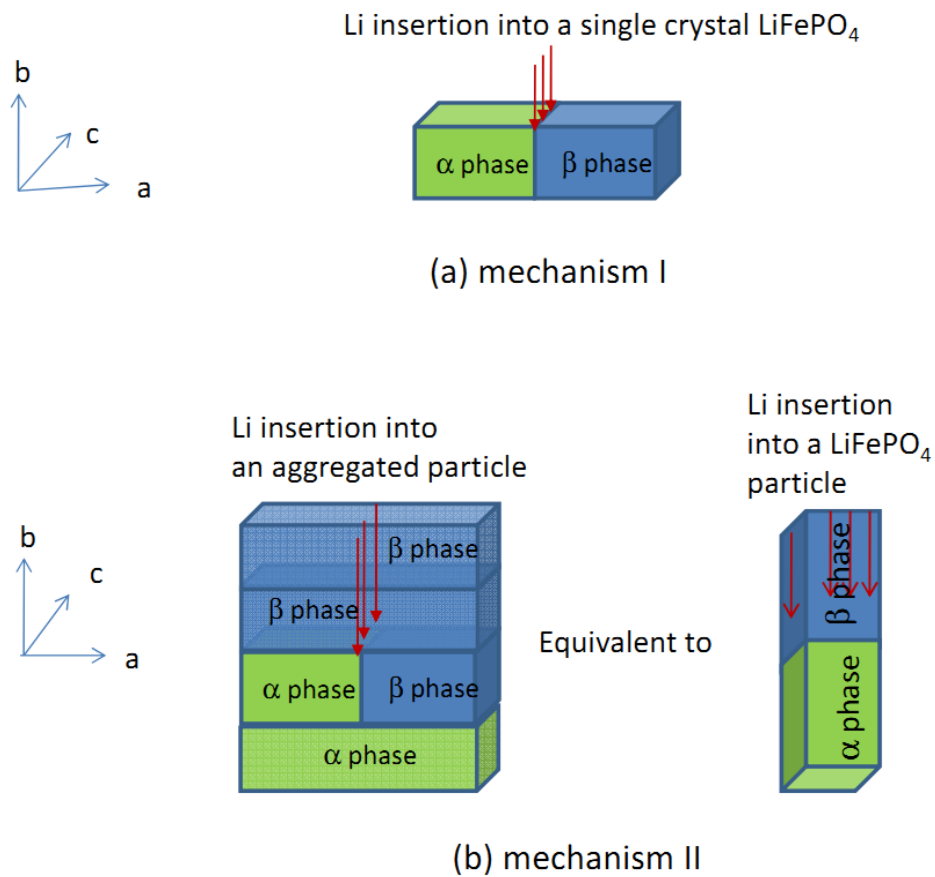 Li insertion into a single crystal LiFePO₄
b
c
a
α phase
β phase
(a) mechanism I
Li insertion into
an aggregated particle
Li insertion
into a LiFePO₄
particle
b
c
a
β phase
β phase
α phase
β phase
α phase
Equivalent to
β phase
α phase
(b) mechanism II